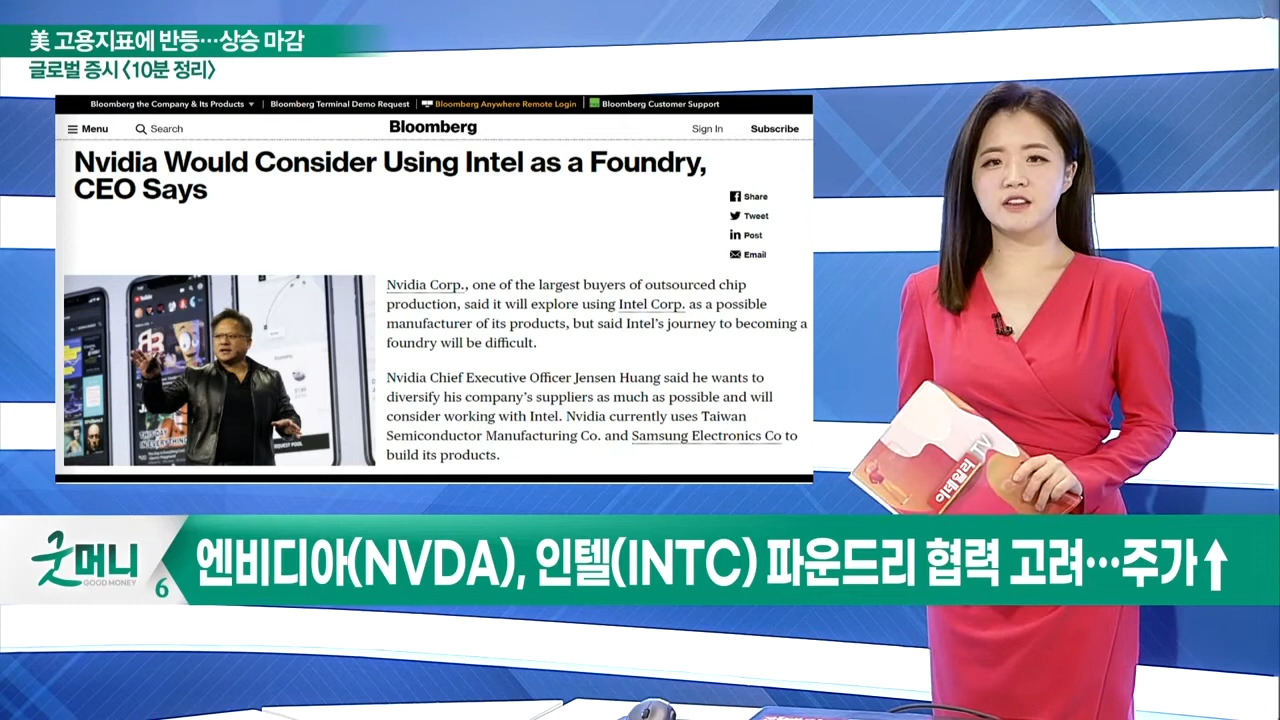 美 고용지표에 반등…상승 마감
글로벌 증시 <10분 정리>
Bloomberg the Company & Its Products ▼ | Bloomberg Terminal Demo Request | Bloomberg Anywhere Remote Login | Bloomberg Customer Support
Menu Search Bloomberg Sign In Subscribe
Nvidia Would Consider Using Intel as a Foundry,
CEO Says
Share
Tweet
Post
Email
Nvidia Corp., one of the largest buyers of outsourced chip
production, said it will explore using Intel Corp. as a possible
manufacturer of its products, but said Intel's journey to becoming a
foundry will be difficult.
Nvidia Chief Executive Officer Jensen Huang said he wants to
diversify his company's suppliers as much as possible and will
consider working with Intel. Nvidia currently uses Taiwan
Semiconductor Manufacturing Co. and Samsung Electronics Co to
build its products.
이데일리 TV
굿머니
GOOD MONEY
6
엔비디아(NVDA), 인텔(INTC) 파운드리 협력 고려…주가↑